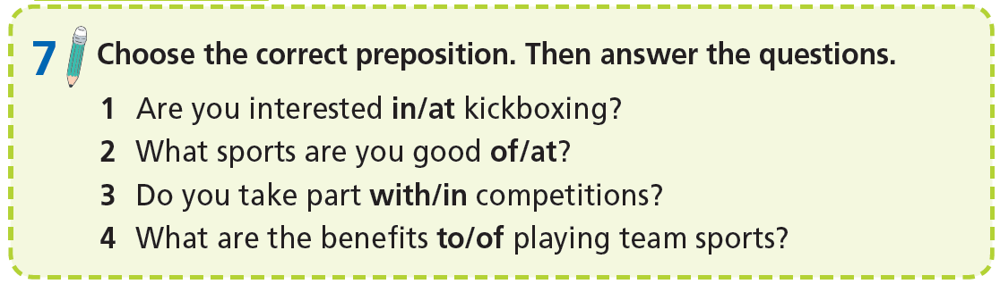 7 Choose the correct preposition. Then answer the questions.
1 Are you interested in/at kickboxing?
2 What sports are you good of/at?
3 Do you take part with/in competitions?
4 What are the benefits to/of playing team sports?